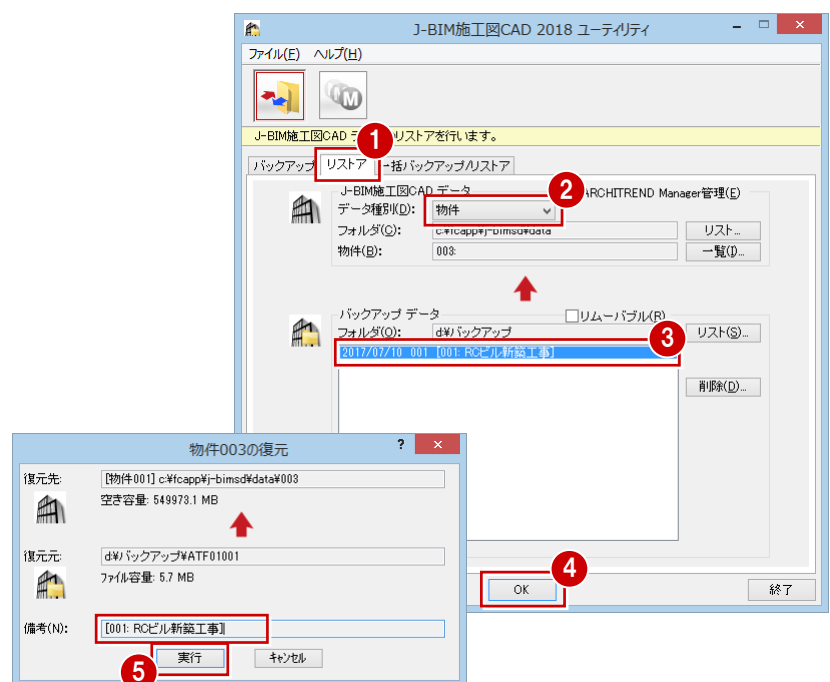 J-BIM施工図CAD 2018 ユーティリティ
ファイル(F) ヘルプ(H)
J-BIM施工図CAD デ
のリストアを行います。
1
バックアップ リストア 一括バックアップ/リストア
J-BIM施工図CAD データ
2
ARCHITREND Manager管理(E)
データ種別(D): 物件
フォルダ(C): c:¥fcapp¥j-bimsd¥data リスト...
物件(B): 003: 一覧(I)...
バックアップ データ リムーバブル(R)
フォルダ(O): d:¥バックアップ リスト(S)...
3
2017/07/10 001 [001: RCビル新築工事]
削除(D)...
4
OK 終了
物件003の復元 ? ×
復元先: [物件001] c:¥fcapp¥j-bimsd¥data¥003
空き容量: 549973.1 MB
復元元: d:¥バックアップ¥ATF01001
ファイル容量: 5.7 MB
備考(N): [001: RCビル新築工事]
5
実行 キャンセル